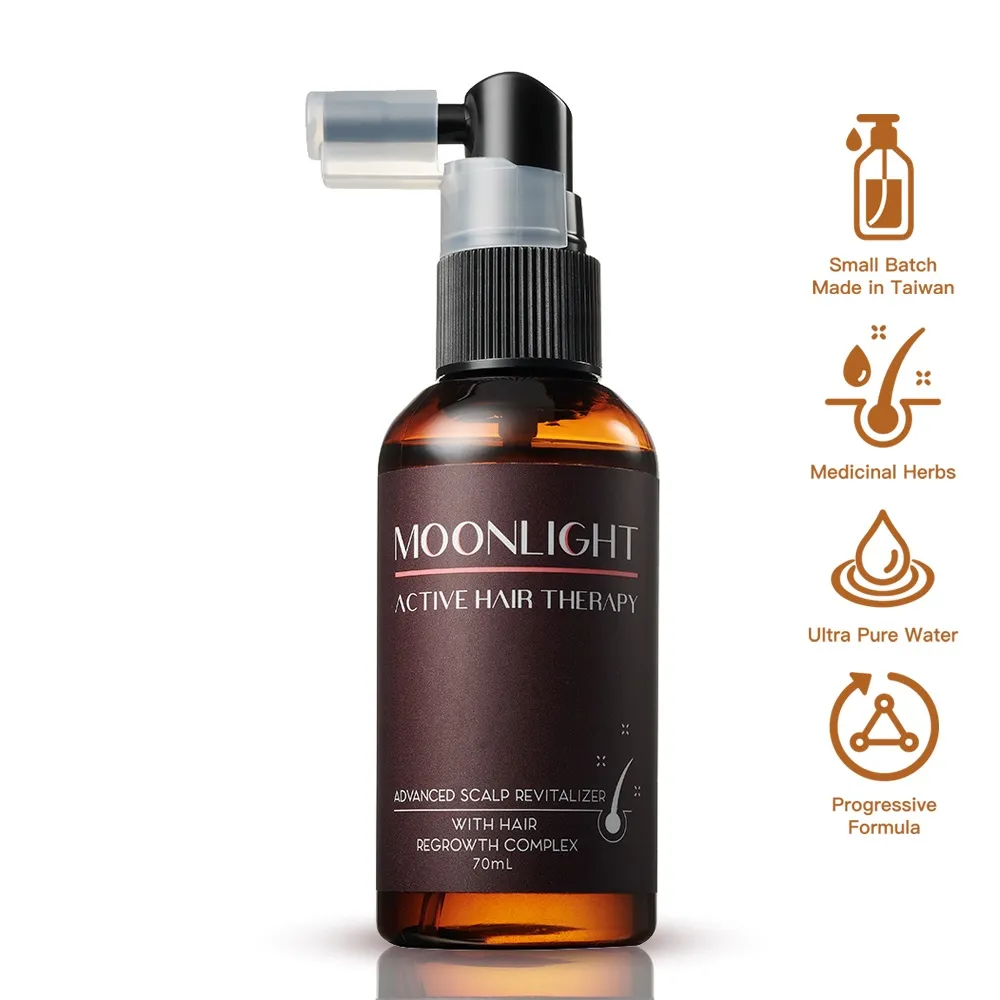 MOONLIGHT
ACTIVE HAIR THERAPY
ADVANCED SCALP REVITALIZER
WITH HAIR
REGROWTH COMPLEX
70mL
Small Batch
Made in Taiwan
Medicinal Herbs
Ultra Pure Water
Progressive
Formula